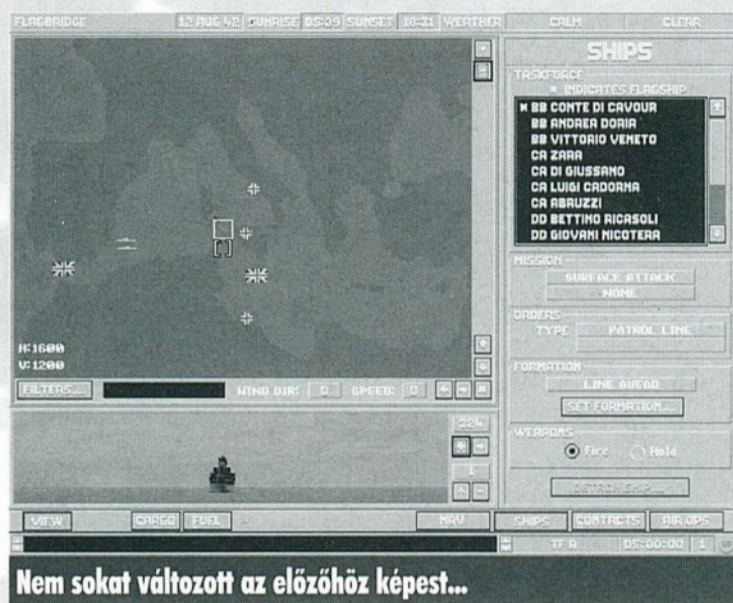 FLAGBRIDGE 12 AUG 42 SUNRISE 05:09 SUNSET 18:31 WEATHER CALM CLEAR
SHIPS
TASKFORCE
* INDICATES FLAGSHIP
* BB CONTE DI CAVOUR
BB ANDREA DORIA
BB VITTORIO VENETO
CA ZARA
CA DI GIUSSANO
CA LUIGI CADORNA
CA ABRUZZI
DD BETTINO RICASOLI
DD GIOVANI NICOTERA
MISSION
SURFACE ATTACK
NONE
ORDERS
TYPE PATROL LINE
FORMATION
LINE AHEAD
SET FORMATION...
WEAPONS
Fire Hold
DETACH SHIP...
H:1600
V:1200
FILTERS... WIND DIR: 0 SPEED: 0
324
1
VIEW CARGO FUEL NAV SHIPS CONTACTS AIR OPS
TF A 05:00:00 1
Nem sokat változott az előzőhöz képest...